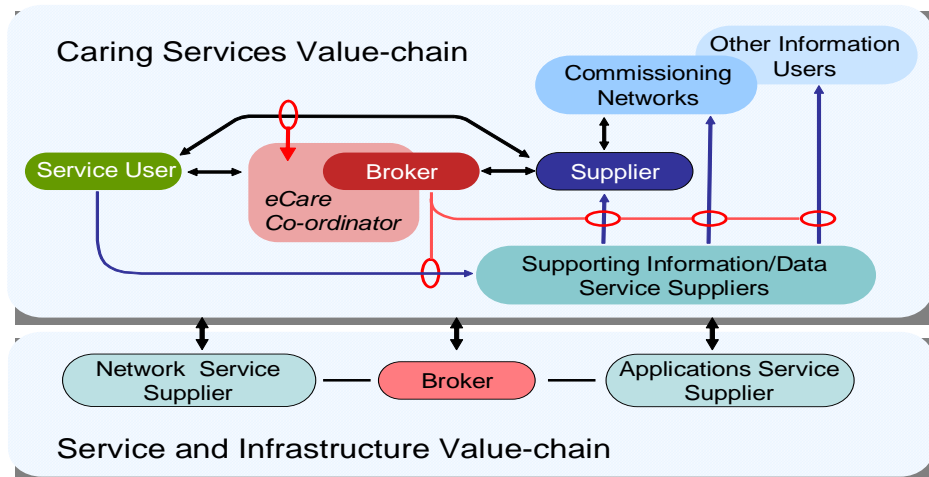 Caring Services Value-chain
Other Information
Users
Commissioning
Networks
Service User
Broker
Supplier
eCare
Co-ordinator
Supporting Information/Data
Service Suppliers
Network Service
Supplier
Broker
Applications Service
Supplier
Service and Infrastructure Value-chain